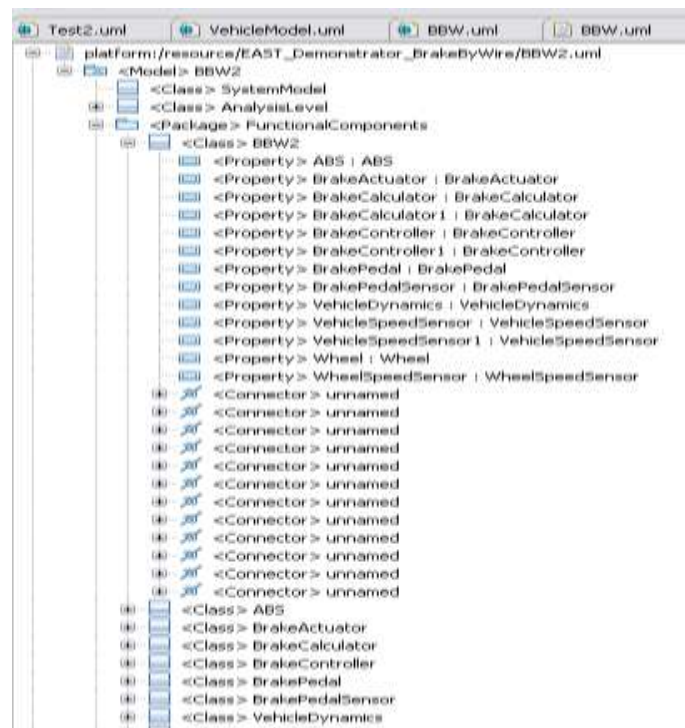 Test2.uml VehicleModel.uml BBW.uml BBW.uml
platform:/resource/EAST_Demonstrator_BrakeByWire/BBW2.uml
<Model> BBW2
<Class> SystemModel
<Class> AnalysisLevel
<Package> FunctionalComponents
<Class> BBW2
<Property> ABS : ABS
<Property> BrakeActuator : BrakeActuator
<Property> BrakeCalculator : BrakeCalculator
<Property> BrakeCalculator1 : BrakeCalculator
<Property> BrakeController : BrakeController
<Property> BrakeController1 : BrakeController
<Property> BrakePedal : BrakePedal
<Property> BrakePedalSensor : BrakePedalSensor
<Property> VehicleDynamics : VehicleDynamics
<Property> VehicleSpeedSensor : VehicleSpeedSensor
<Property> VehicleSpeedSensor1 : VehicleSpeedSensor
<Property> Wheel : Wheel
<Property> WheelSpeedSensor : WheelSpeedSensor
<Connector> unnamed
<Connector> unnamed
<Connector> unnamed
<Connector> unnamed
<Connector> unnamed
<Connector> unnamed
<Connector> unnamed
<Connector> unnamed
<Connector> unnamed
<Connector> unnamed
<Connector> unnamed
<Connector> unnamed
<Class> ABS
<Class> BrakeActuator
<Class> BrakeCalculator
<Class> BrakeController
<Class> BrakePedal
<Class> BrakePedalSensor
<Class> VehicleDynamics